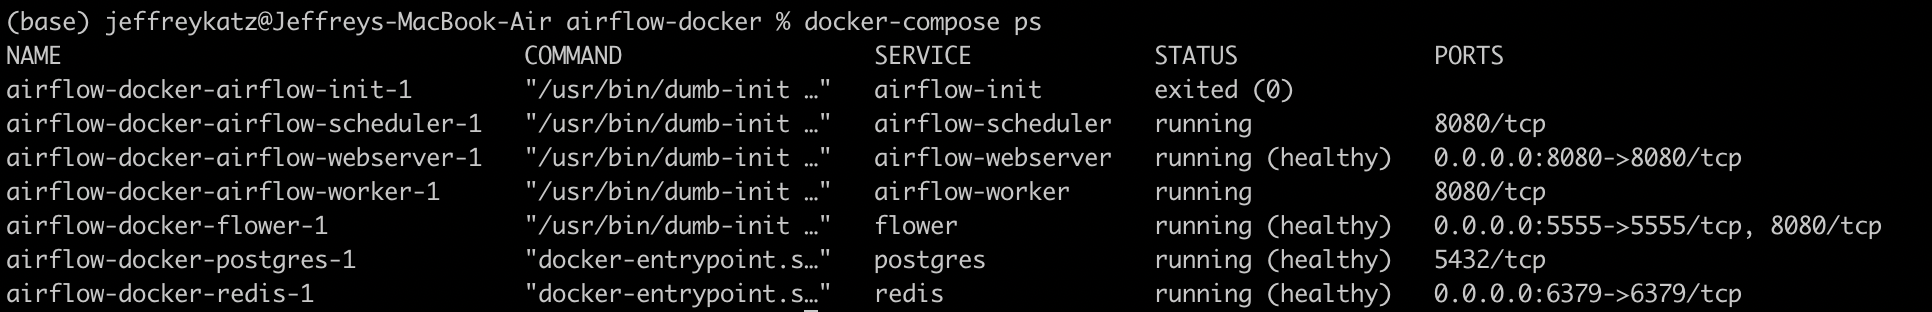 (base) jeffreykatz@Jeffreys-MacBook-Air airflow-docker % docker-compose ps
NAME                                 COMMAND                  SERVICE             STATUS              PORTS
airflow-docker-airflow-init-1        "/usr/bin/dumb-init …"   airflow-init        exited (0)
airflow-docker-airflow-scheduler-1   "/usr/bin/dumb-init …"   airflow-scheduler   running             8080/tcp
airflow-docker-airflow-webserver-1   "/usr/bin/dumb-init …"   airflow-webserver   running (healthy)   0.0.0.0:8080->8080/tcp
airflow-docker-airflow-worker-1      "/usr/bin/dumb-init …"   airflow-worker      running             8080/tcp
airflow-docker-flower-1              "/usr/bin/dumb-init …"   flower              running (healthy)   0.0.0.0:5555->5555/tcp, 8080/tcp
airflow-docker-postgres-1            "docker-entrypoint.s…"   postgres            running (healthy)   5432/tcp
airflow-docker-redis-1               "docker-entrypoint.s…"   redis               running (healthy)   0.0.0.0:6379->6379/tcp